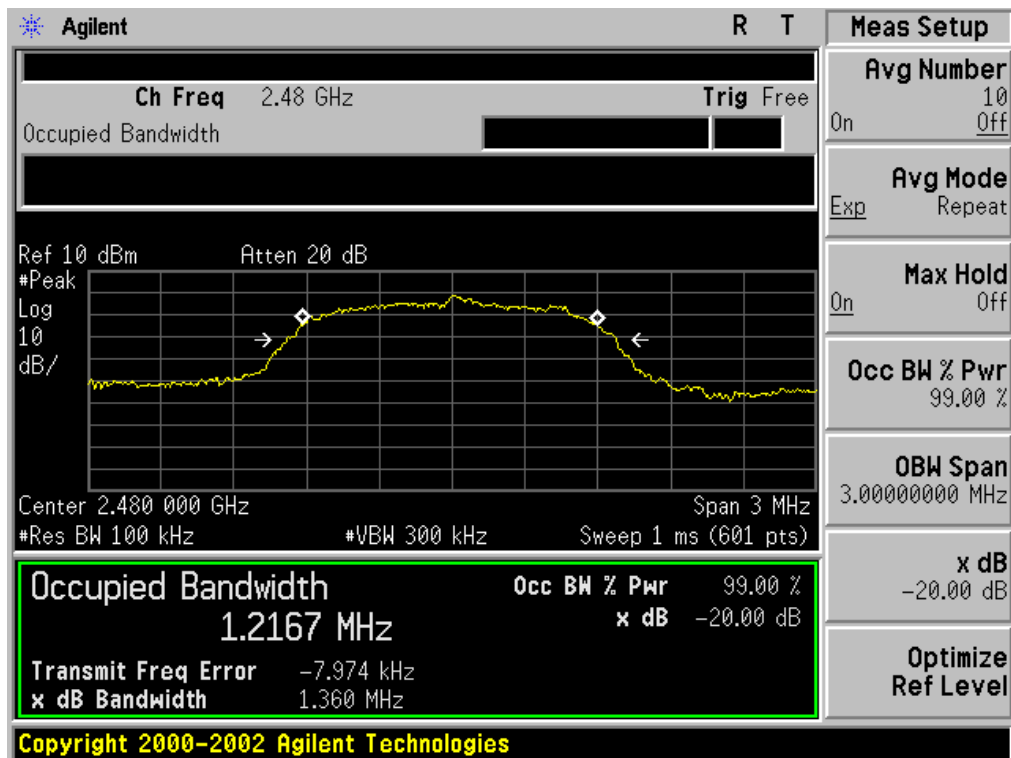 Agilent R T
Ch Freq 2.48 GHz Trig Free
Occupied Bandwidth
Ref 10 dBm Atten 20 dB
#Peak
Log
10
dB/
Center 2.480 000 GHz Span 3 MHz
#Res BW 100 kHz #VBW 300 kHz Sweep 1 ms (601 pts)
Occupied Bandwidth Occ BW % Pwr 99.00 %
1.2167 MHz x dB -20.00 dB
Transmit Freq Error -7.974 kHz
x dB Bandwidth 1.360 MHz
Copyright 2000-2002 Agilent Technologies
Meas Setup
Avg Number
10
On Off
Avg Mode
Exp Repeat
Max Hold
On Off
Occ BW % Pwr
99.00 %
OBW Span
3.00000000 MHz
x dB
-20.00 dB
Optimize
Ref Level